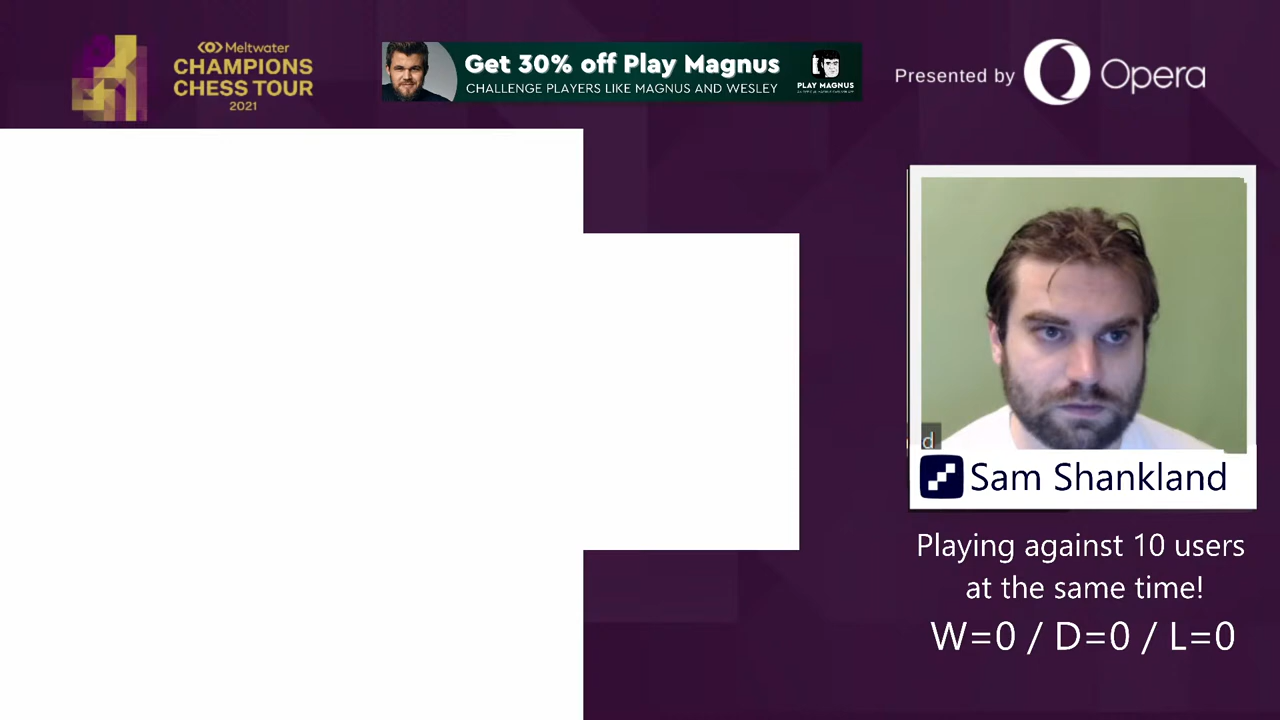 Meltwater
CHAMPIONS
CHESS TOUR
2021
Get 30% off Play Magnus
CHALLENGE PLAYERS LIKE MAGNUS AND WESLEY
PLAY MAGNUS
Presented by
Opera
d
Sam Shankland
Playing against 10 users
at the same time!
W=0 / D=0 / L=0